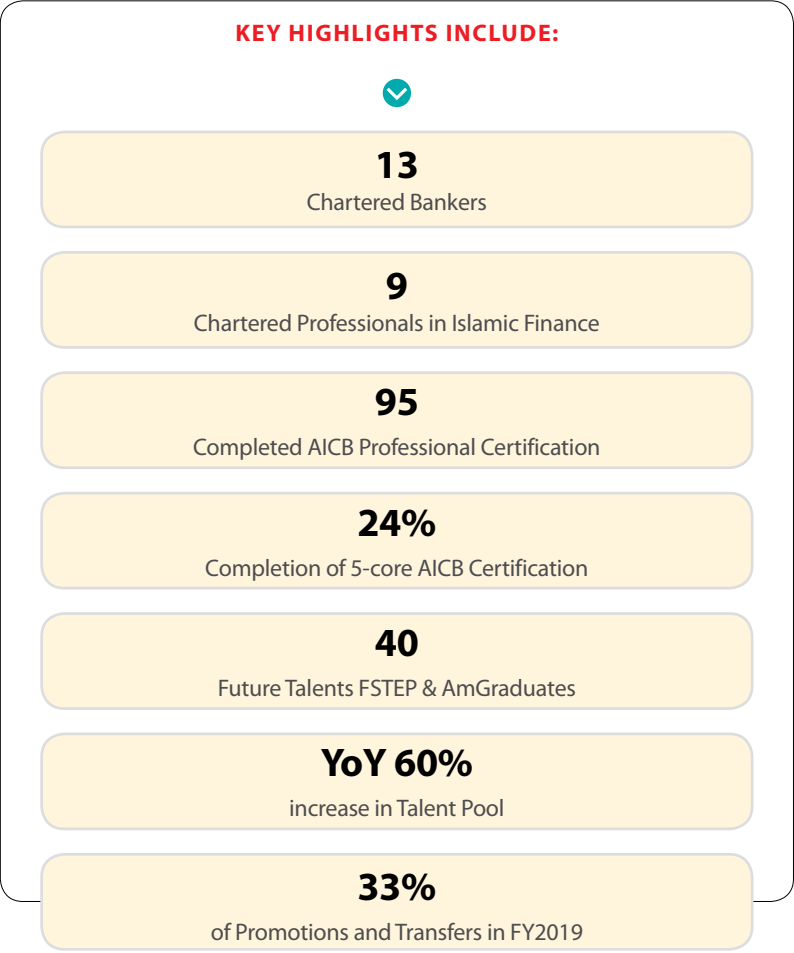 KEY HIGHLIGHTS INCLUDE:
13
Chartered Bankers
9
Chartered Professionals in Islamic Finance
95
Completed AICB Professional Certification
24%
Completion of 5-core AICB Certification
40
Future Talents FSTEP & AmGraduates
YoY 60%
increase in Talent Pool
33%
of Promotions and Transfers in FY2019